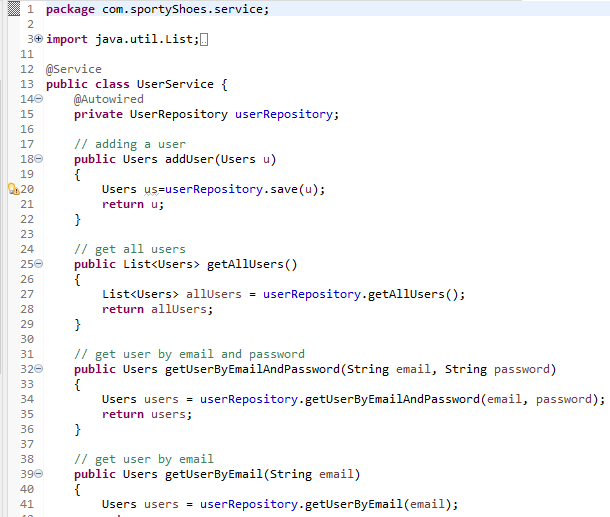 1 package com.sportyShoes.service;
2
3 import java.util.List;
11
12 @Service
13 public class UserService {
14 @Autowired
15 private UserRepository userRepository;
16
17 // adding a user
18 public Users addUser(Users u)
19 {
20 Users us=userRepository.save(u);
21 return u;
22 }
23
24 // get all users
25 public List<Users> getAllUsers()
26 {
27 List<Users> allUsers = userRepository.getAllUsers();
28 return allUsers;
29 }
30
31 // get user by email and password
32 public Users getUserByEmailAndPassword(String email, String password)
33 {
34 Users users = userRepository.getUserByEmailAndPassword(email, password);
35 return users;
36 }
37
38 // get user by email
39 public Users getUserByEmail(String email)
40 {
41 Users users = userRepository.getUserByEmail(email);